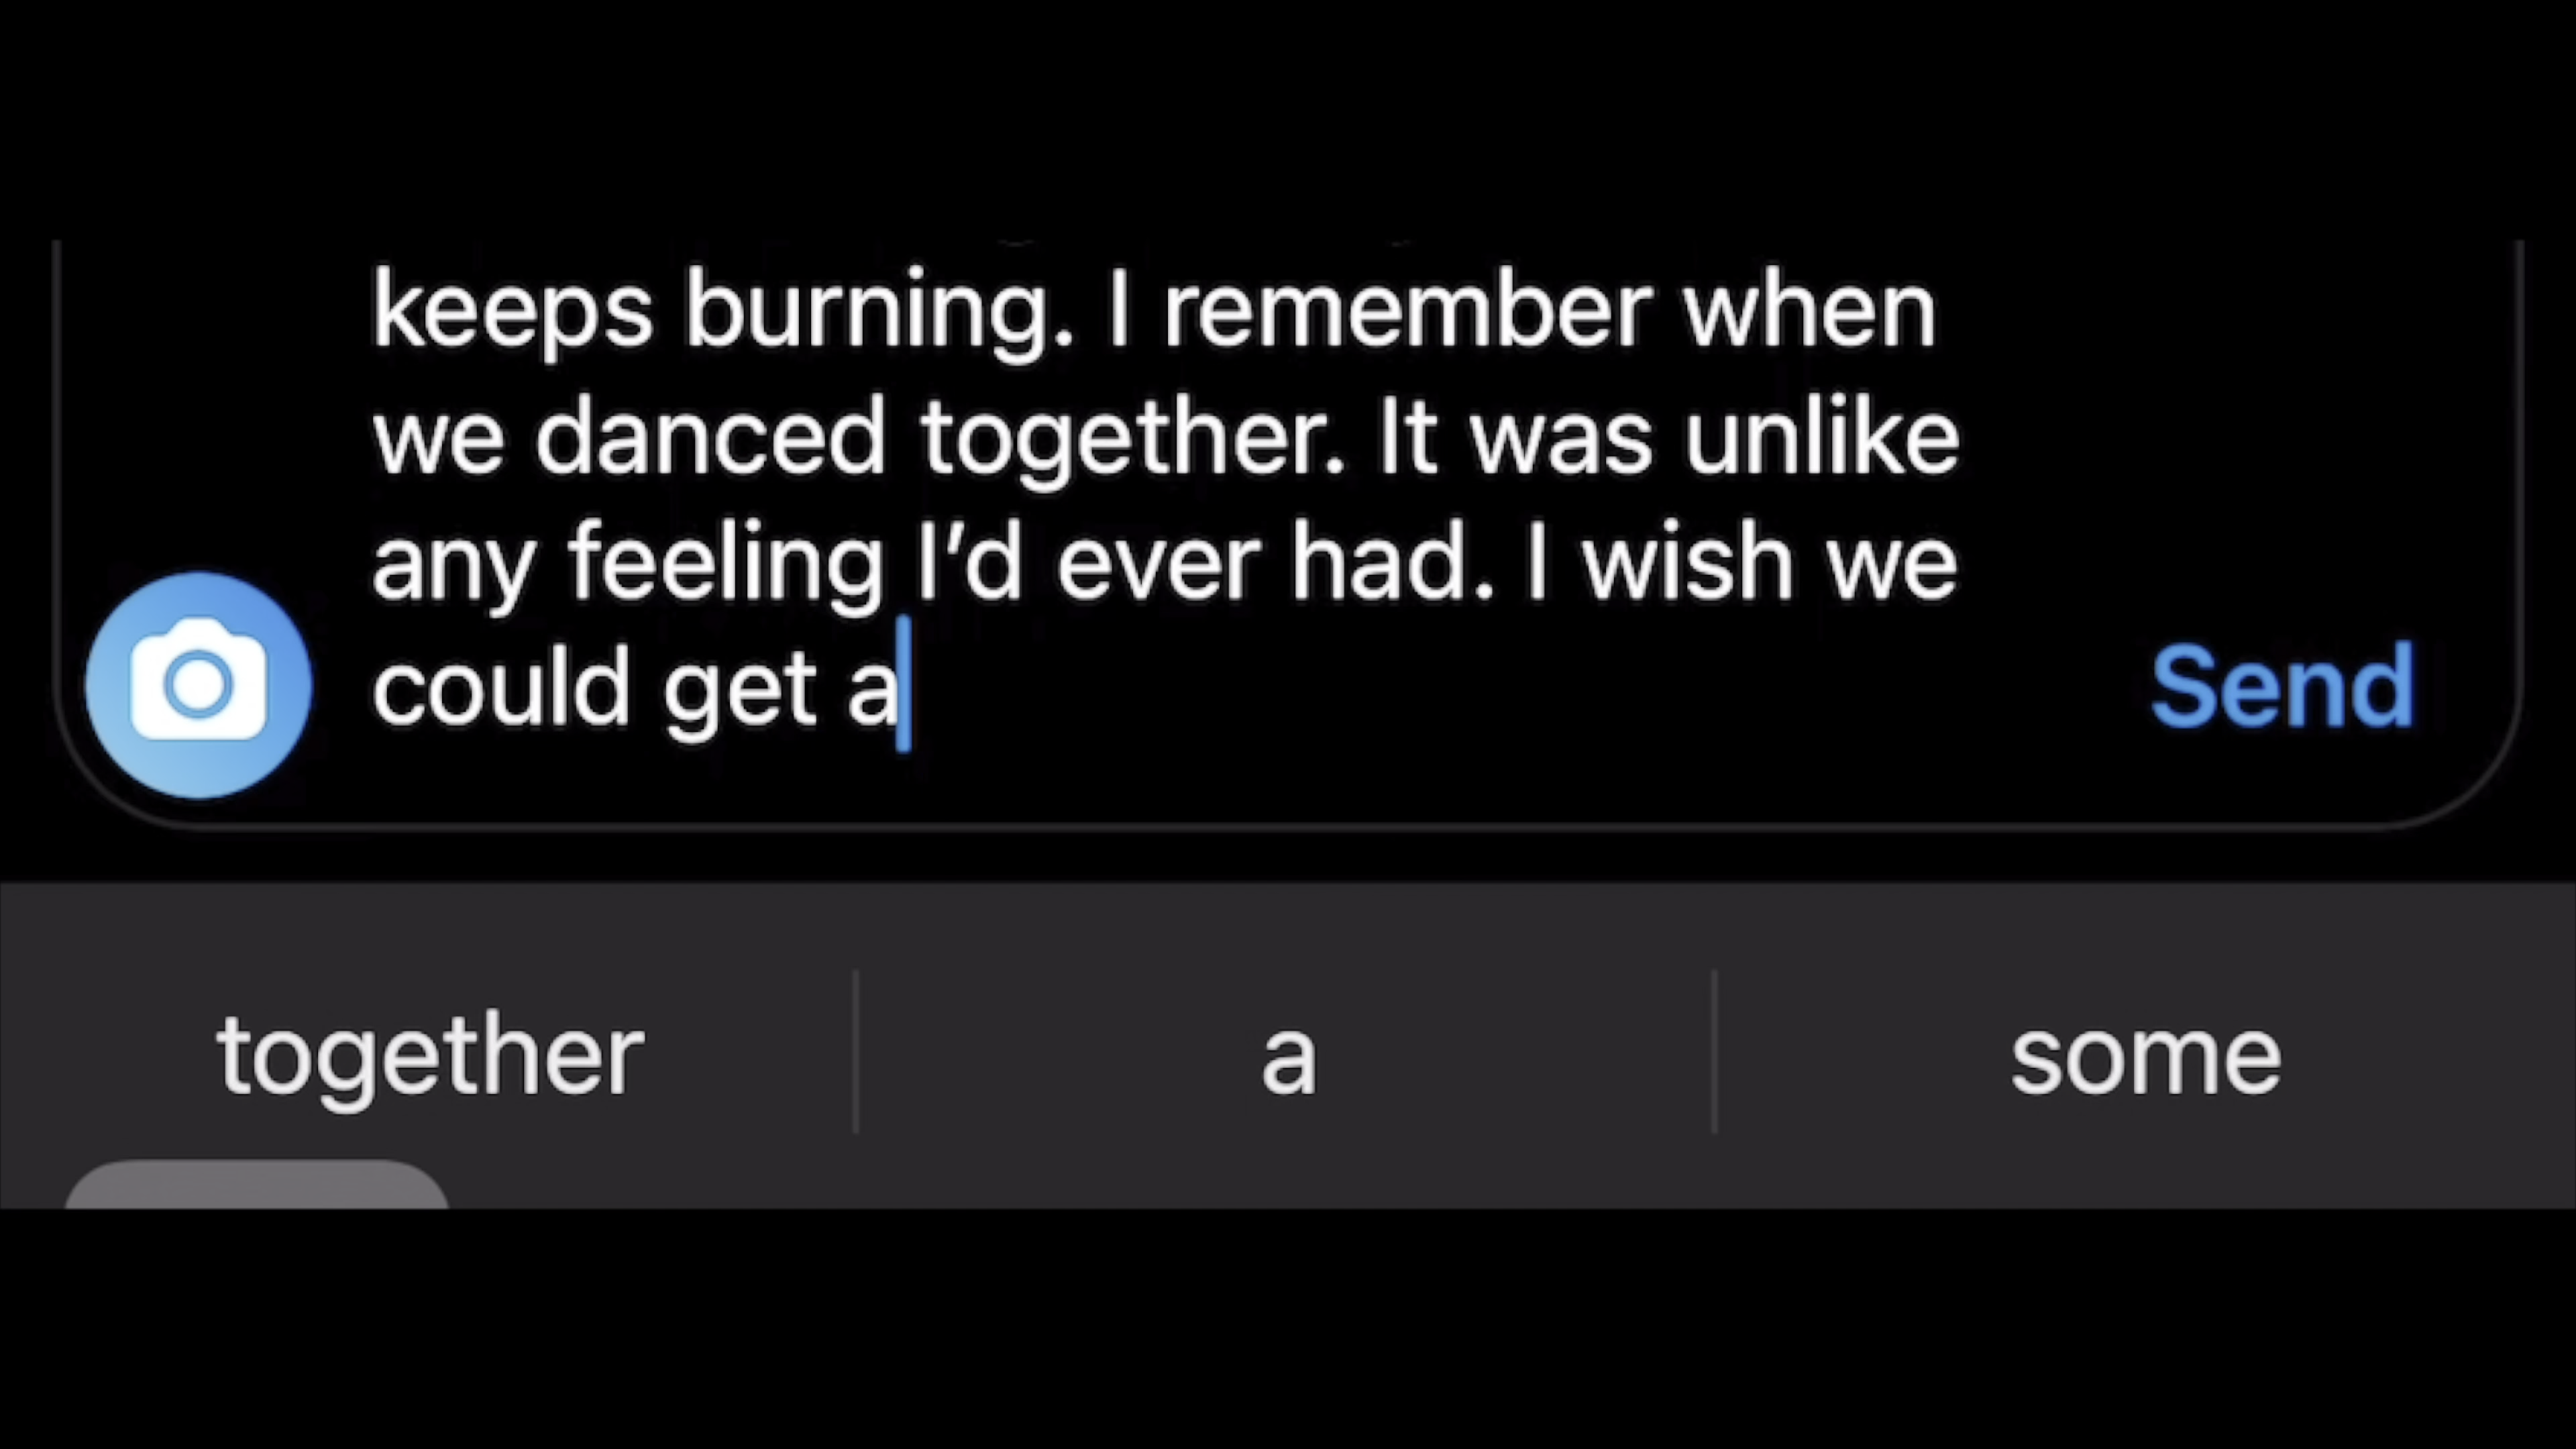 keeps burning. I remember when
we danced together. It was unlike
any feeling I’d ever had. I wish we
could get a
Send
together
a
some